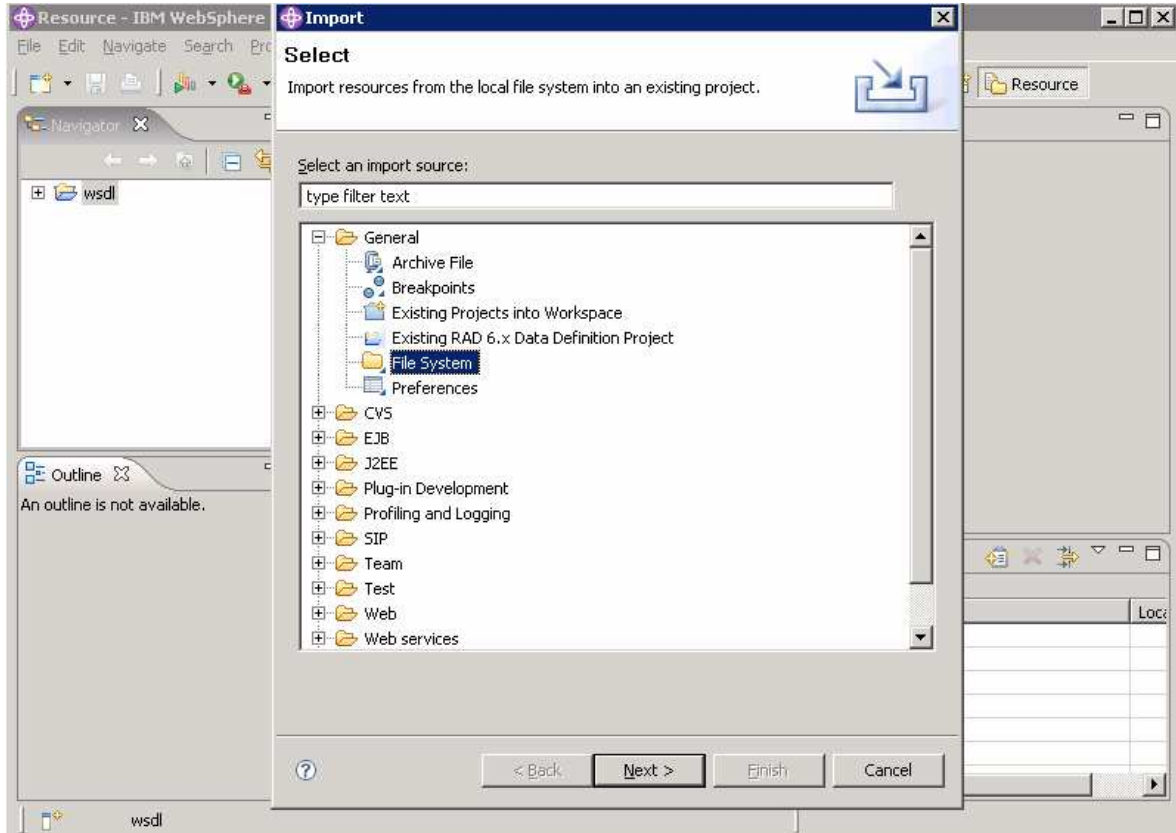 Resource - IBM WebSphere
File Edit Navigate Search Pro
Resource
Navigator
wsdl
Outline
An outline is not available.
Import
Select
Import resources from the local file system into an existing project.
Select an import source:
type filter text
General
Archive File
Breakpoints
Existing Projects into Workspace
Existing RAD 6.x Data Definition Project
File System
Preferences
CVS
EJB
J2EE
Plug-in Development
Profiling and Logging
SIP
Team
Test
Web
Web services
< Back Next > Finish Cancel
Loca
wsdl